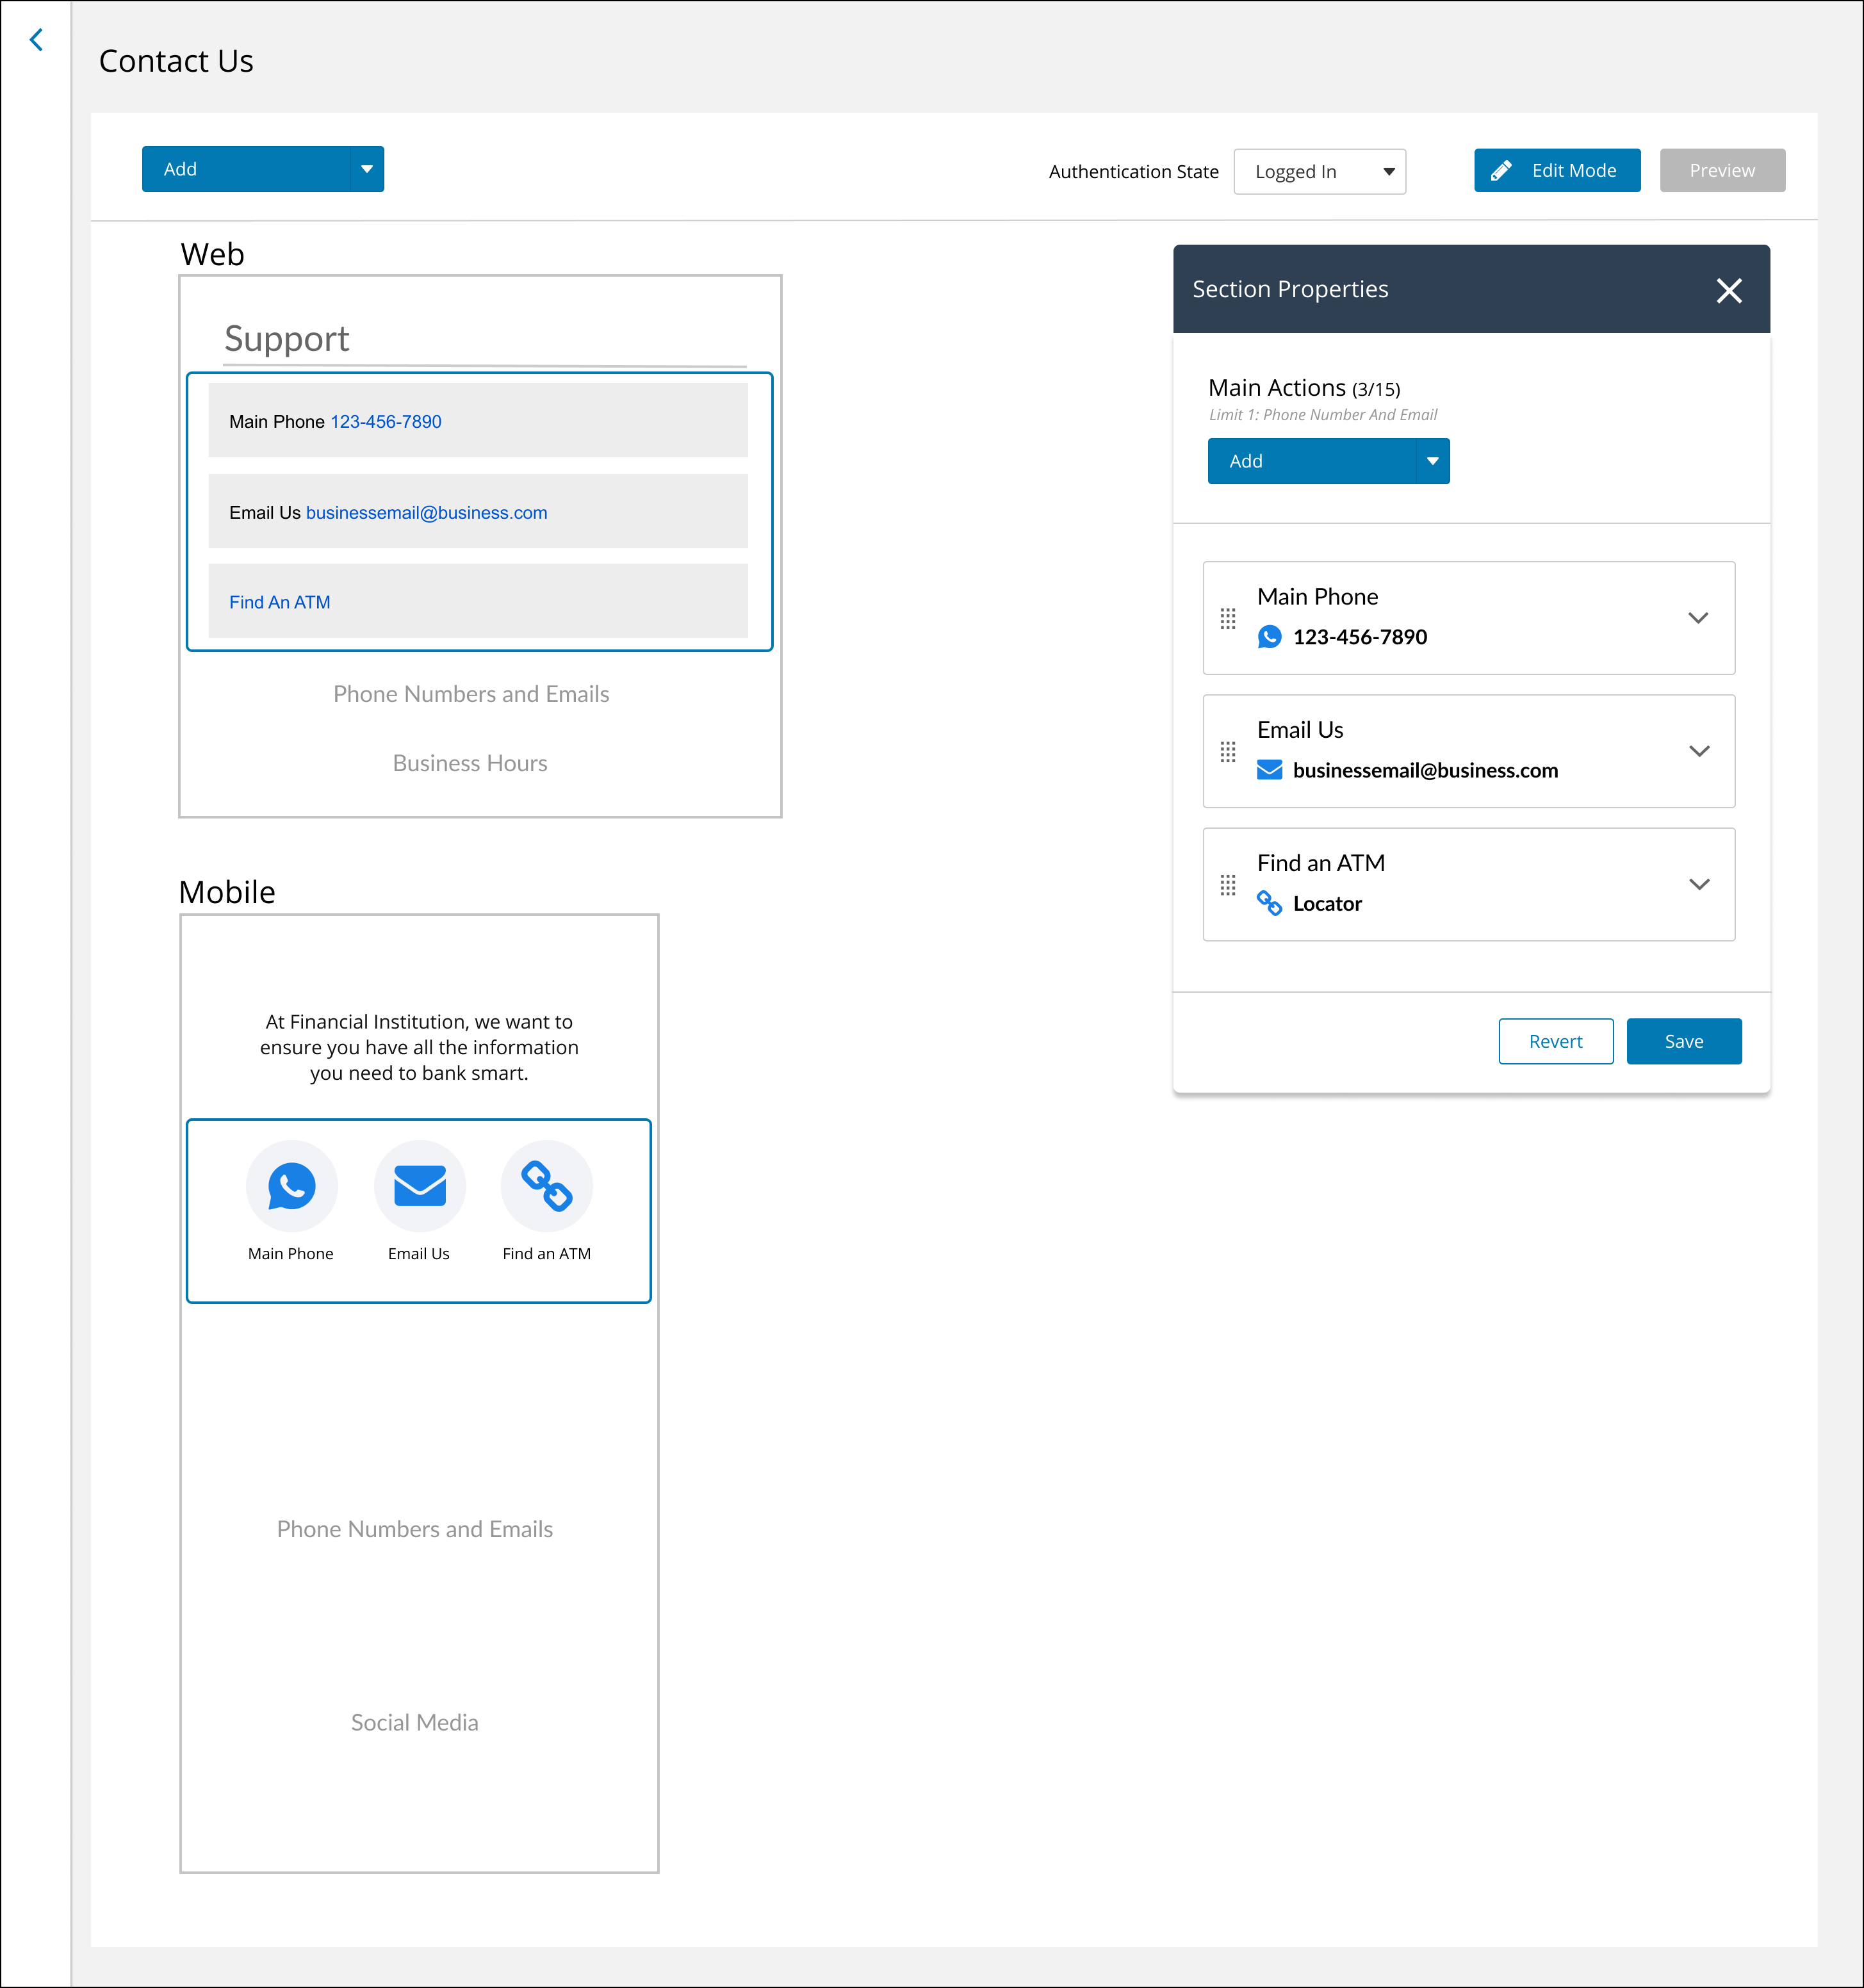 Contact Us
Add
Authentication State
Logged In
Edit Mode
Preview
Web
Support
Main Phone 123-456-7890
Email Us businessemail@business.com
Find An ATM
Phone Numbers and Emails
Business Hours
Mobile
At Financial Institution, we want to
ensure you have all the information
you need to bank smart.
Main Phone
Email Us
Find an ATM
Phone Numbers and Emails
Social Media
Section Properties
Main Actions (3/15)
Limit 1: Phone Number And Email
Add
Main Phone
123-456-7890
Email Us
businessemail@business.com
Find an ATM
Locator
Revert
Save